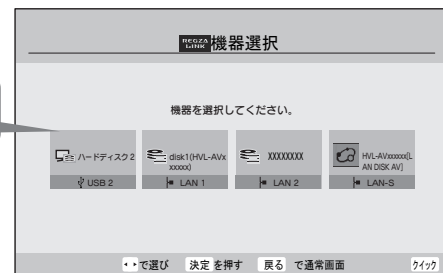 REGZA LINK 機器選択
機器を選択してください。
ハードディスク 2
USB 2
disk1(HVL-AVx
xxxxx)
LAN 1
XXXXXXXX
LAN 2
HVL-AVxxxxxx[L
AN DISK AV]
LAN-S
で選び 決定 を押す 戻る で通常画面 クイック